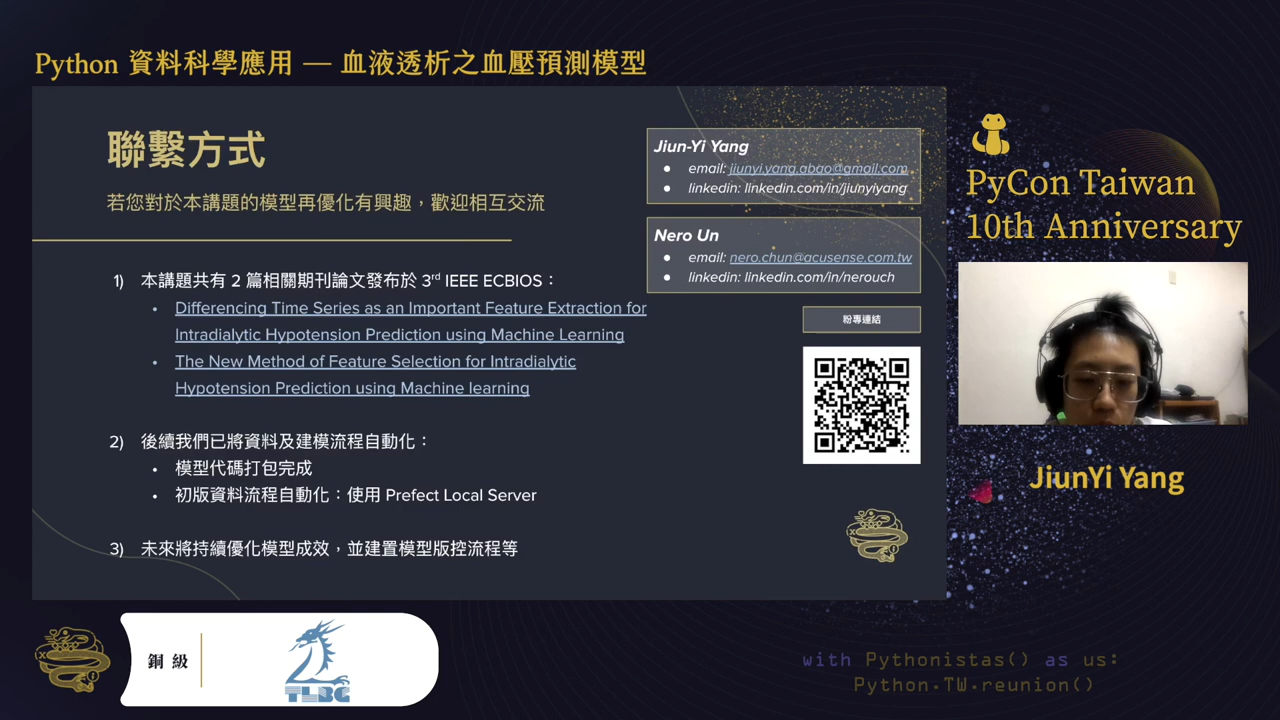 Python 資料科學應用 — 血液透析之血壓預測模型
聯繫方式
若您對於本講題的模型再優化有興趣，歡迎相互交流
Jiun-Yi Yang
● email: jiunyi.yang.abao@gmail.com
● linkedin: linkedin.com/in/jiunyiyang
Nero Un
● email: nero.chun@acusense.com.tw
● linkedin: linkedin.com/in/nerouch
粉專連結
1) 本講題共有 2 篇相關期刊論文發布於 3rd IEEE ECBIOS：
• Differencing Time Series as an Important Feature Extraction for
Intradialytic Hypotension Prediction using Machine Learning
• The New Method of Feature Selection for Intradialytic
Hypotension Prediction using Machine learning
2) 後續我們已將資料及建模流程自動化：
• 模型代碼打包完成
• 初版資料流程自動化：使用 Prefect Local Server
3) 未來將持續優化模型成效，並建置模型版控流程等
PyCon Taiwan
10th Anniversary
JiunYi Yang
銅級
TLBG
with Pythonistas() as us:
Python.TW.reunion()